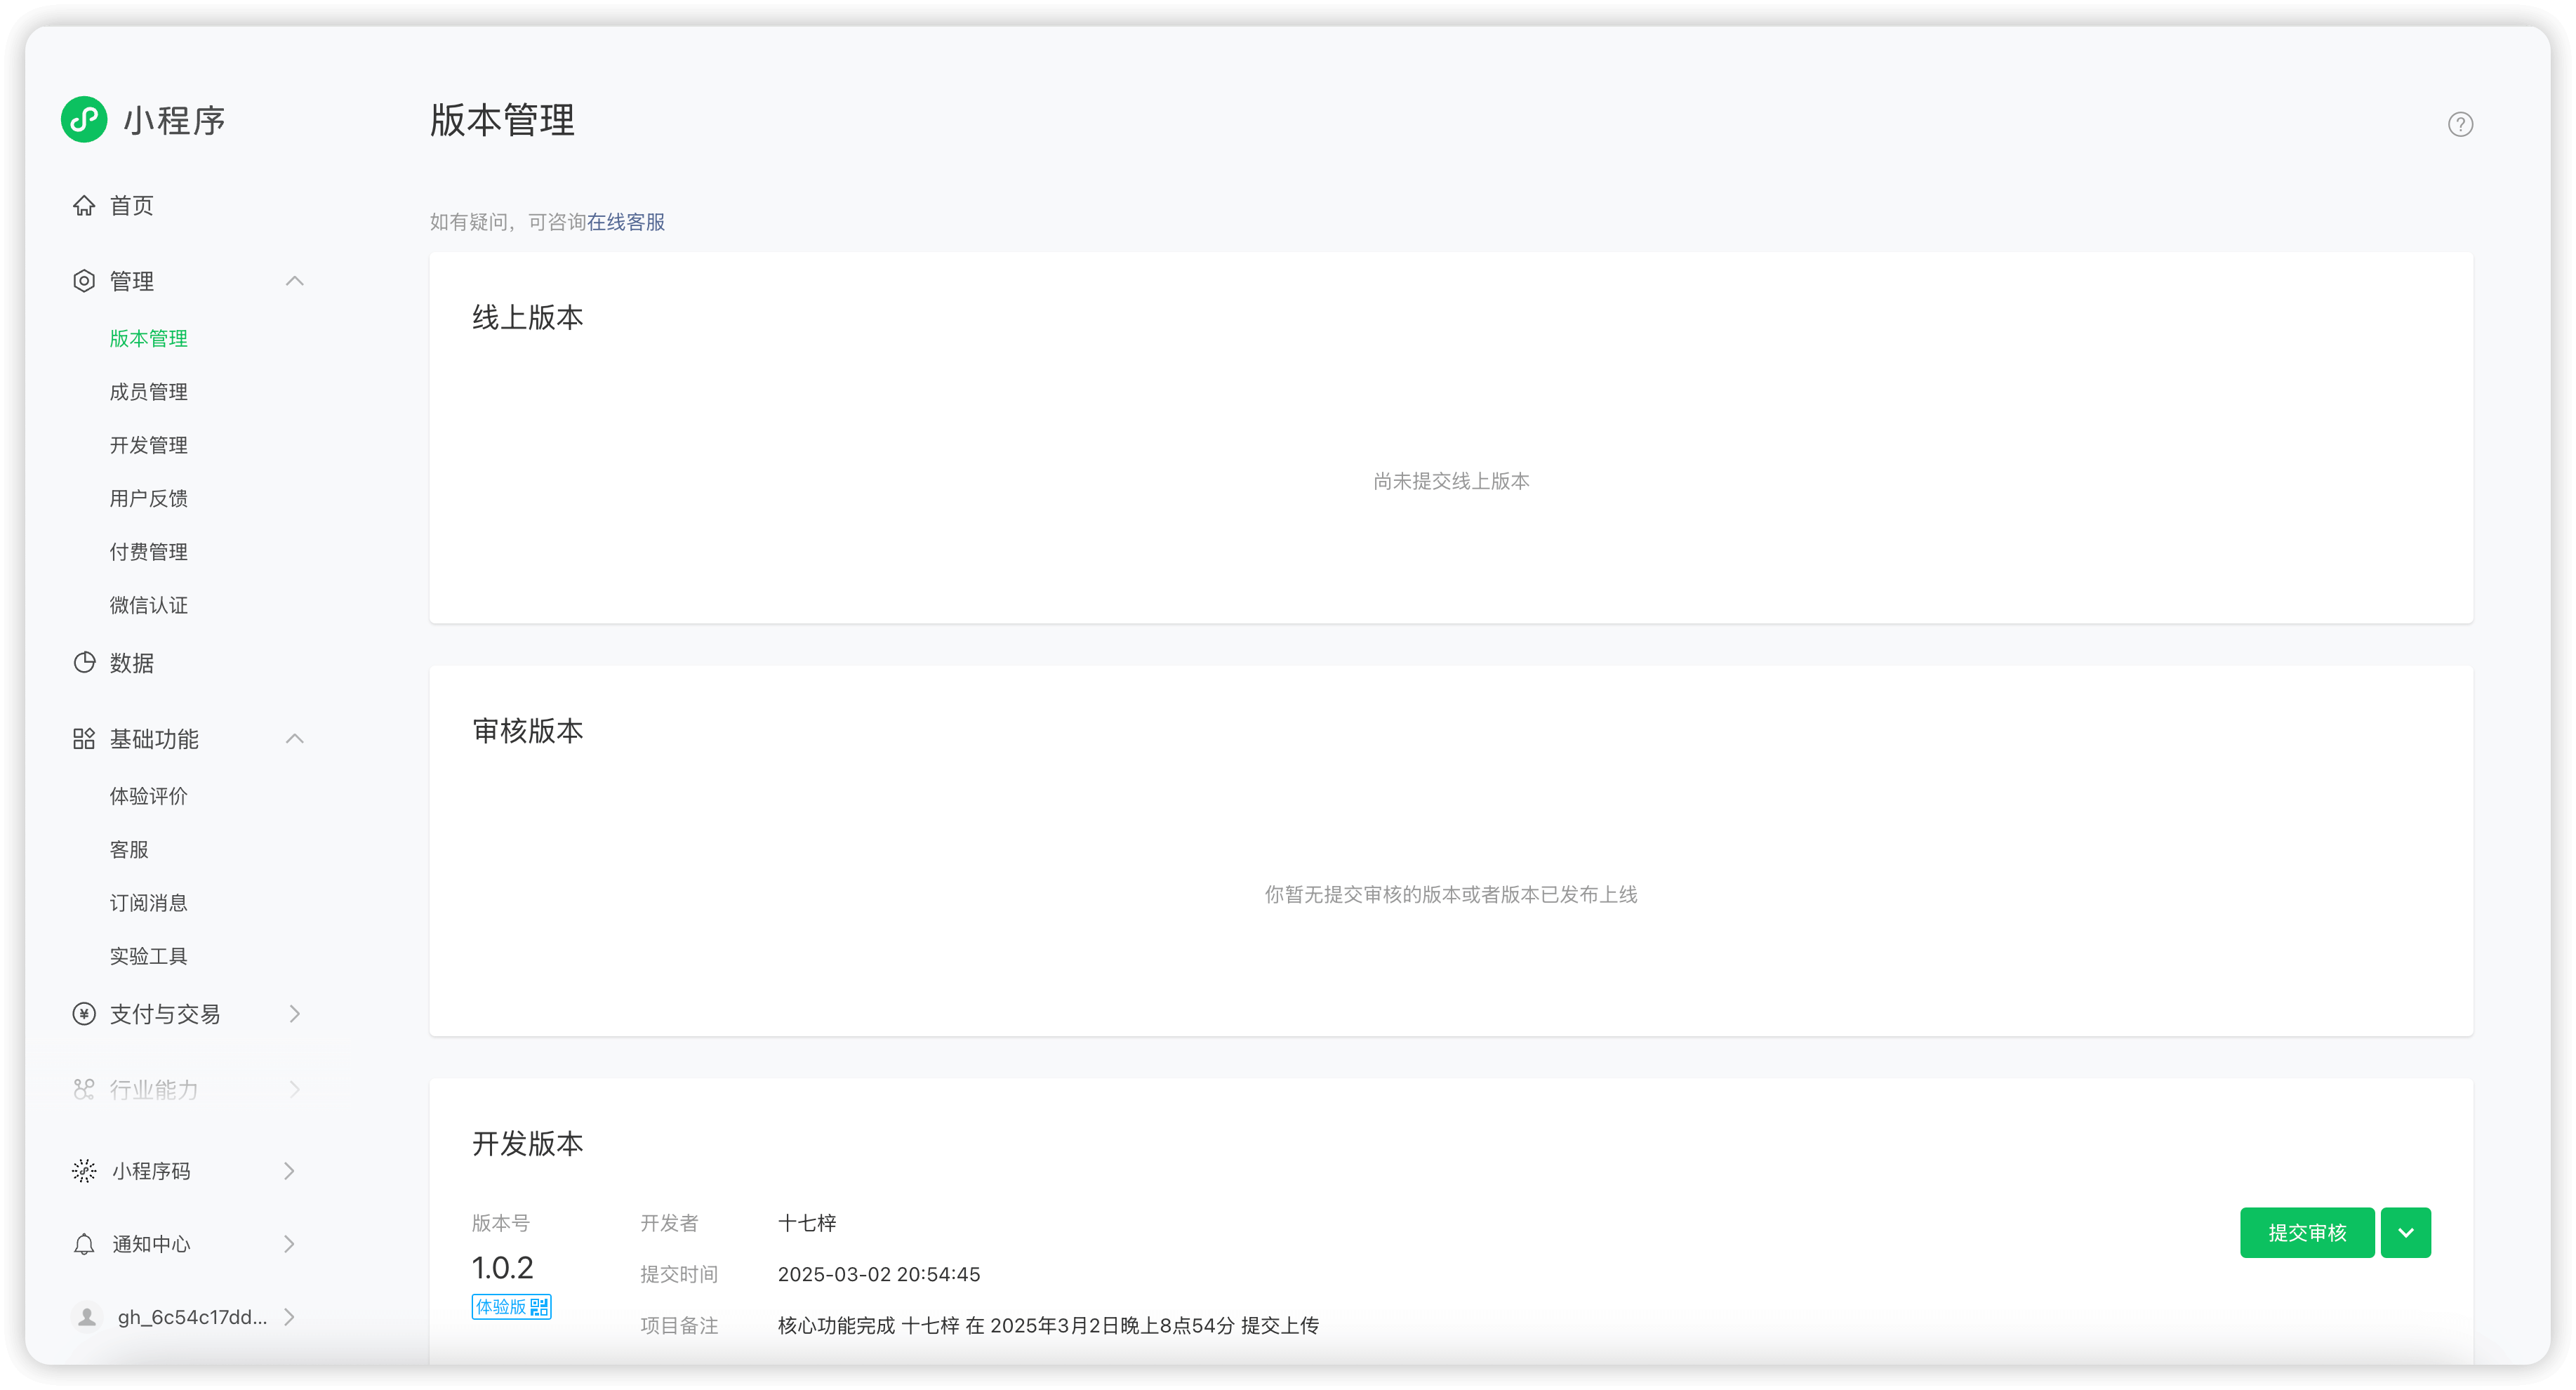 小程序
首页
管理
版本管理
成员管理
开发管理
用户反馈
付费管理
微信认证
数据
基础功能
体验评价
客服
订阅消息
实验工具
支付与交易
行业能力
小程序码
通知中心
gh_6c54c17dd...
版本管理
如有疑问，可咨询在线客服
线上版本
尚未提交线上版本
审核版本
你暂无提交审核的版本或者版本已发布上线
开发版本
版本号
1.0.2
体验版
开发者 十七梓
提交时间 2025-03-02 20:54:45
项目备注 核心功能完成 十七梓 在 2025年3月2日晚上8点54分 提交上传
提交审核